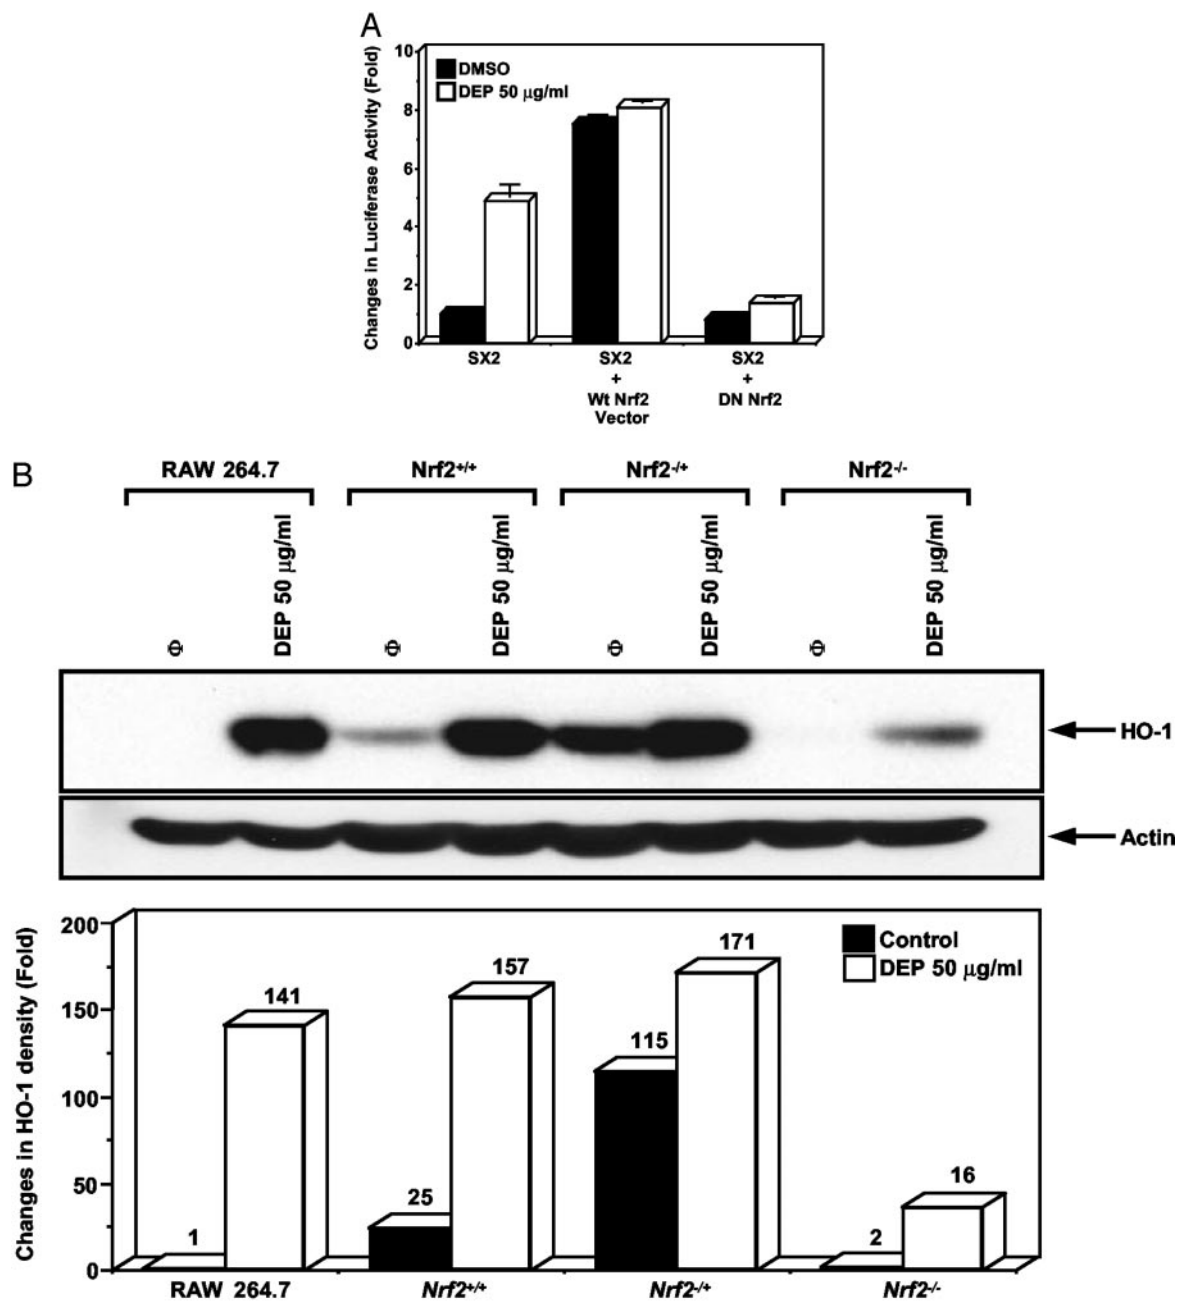 A
Changes in Luciferase Activity (Fold)
10
8
6
4
2
0
DMSO
DEP 50 μg/ml
SX2
SX2
+
Wt Nrf2
Vector
SX2
+
DN Nrf2
B
RAW 264.7
Nrf2+/+
Nrf2-/+
Nrf2-/-
Φ
DEP 50 μg/ml
Φ
DEP 50 μg/ml
Φ
DEP 50 μg/ml
Φ
DEP 50 μg/ml
HO-1
Actin
Changes in HO-1 density (Fold)
200
150
100
50
0
Control
DEP 50 μg/ml
1
141
25
157
115
171
2
16
RAW 264.7
Nrf2+/+
Nrf2-/+
Nrf2-/-